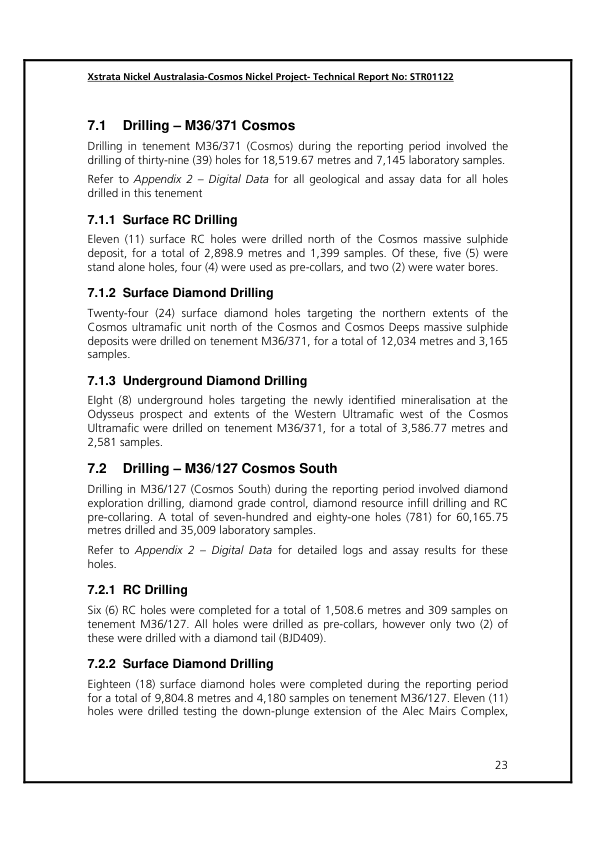 Xstrata Nickel Australasia-Cosmos Nickel Project- Technical Report No: STR01122
7.1 Drilling – M36/371 Cosmos
Drilling in tenement M36/371 (Cosmos) during the reporting period involved the
drilling of thirty-nine (39) holes for 18,519.67 metres and 7,145 laboratory samples.
Refer to Appendix 2 – Digital Data for all geological and assay data for all holes
drilled in this tenement
7.1.1 Surface RC Drilling
Eleven (11) surface RC holes were drilled north of the Cosmos massive sulphide
deposit, for a total of 2,898.9 metres and 1,399 samples. Of these, five (5) were
stand alone holes, four (4) were used as pre-collars, and two (2) were water bores.
7.1.2 Surface Diamond Drilling
Twenty-four (24) surface diamond holes targeting the northern extents of the
Cosmos ultramafic unit north of the Cosmos and Cosmos Deeps massive sulphide
deposits were drilled on tenement M36/371, for a total of 12,034 metres and 3,165
samples.
7.1.3 Underground Diamond Drilling
EIght (8) underground holes targeting the newly identified mineralisation at the
Odysseus prospect and extents of the Western Ultramafic west of the Cosmos
Ultramafic were drilled on tenement M36/371, for a total of 3,586.77 metres and
2,581 samples.
7.2 Drilling – M36/127 Cosmos South
Drilling in M36/127 (Cosmos South) during the reporting period involved diamond
exploration drilling, diamond grade control, diamond resource infill drilling and RC
pre-collaring. A total of seven-hundred and eighty-one holes (781) for 60,165.75
metres drilled and 35,009 laboratory samples.
Refer to Appendix 2 – Digital Data for detailed logs and assay results for these
holes.
7.2.1 RC Drilling
Six (6) RC holes were completed for a total of 1,508.6 metres and 309 samples on
tenement M36/127. All holes were drilled as pre-collars, however only two (2) of
these were drilled with a diamond tail (BJD409).
7.2.2 Surface Diamond Drilling
Eighteen (18) surface diamond holes were completed during the reporting period
for a total of 9,804.8 metres and 4,180 samples on tenement M36/127. Eleven (11)
holes were drilled testing the down-plunge extension of the Alec Mairs Complex,
23